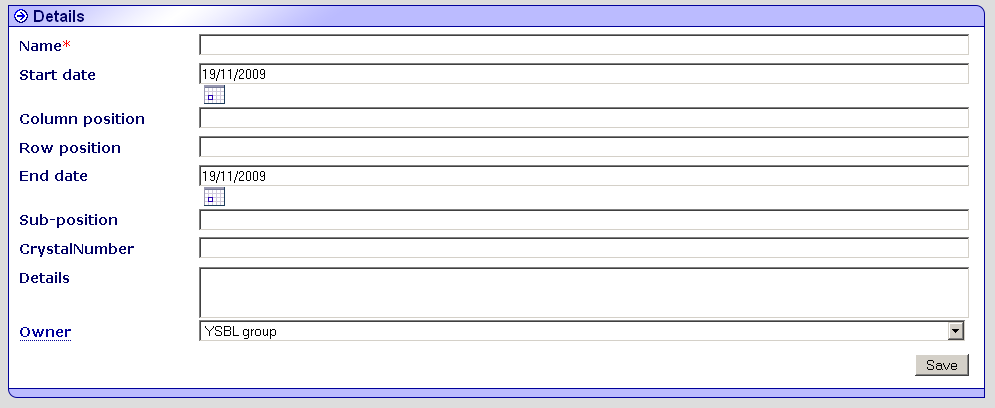 Details
Name*
Start date 19/11/2009
Column position
Row position
End date 19/11/2009
Sub-position
CrystalNumber
Details
Owner YSBL group
Save